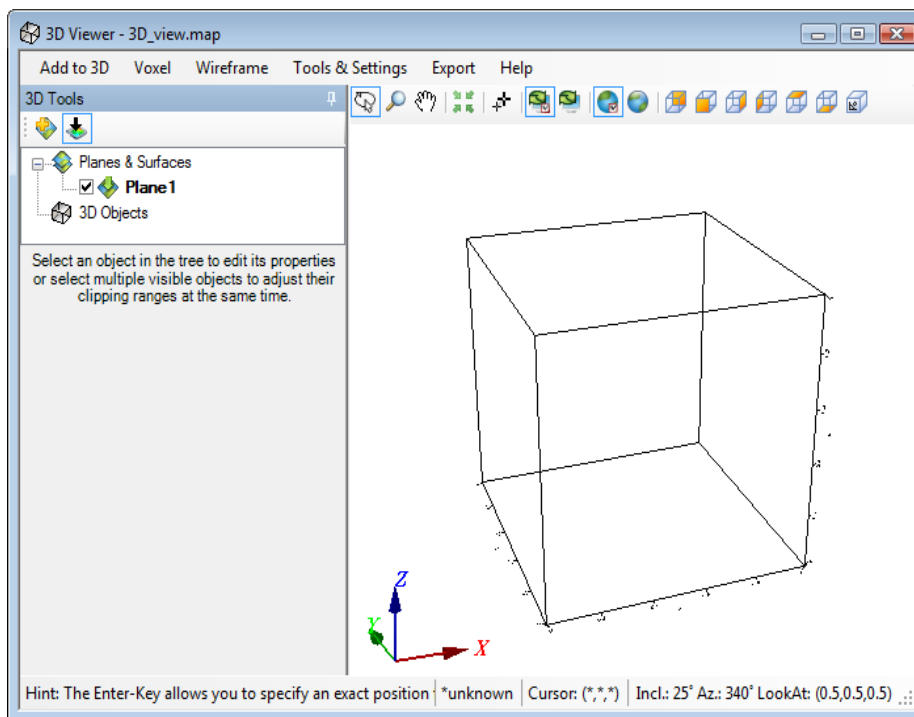 3D Viewer - 3D_view.map
Add to 3D Voxel Wireframe Tools & Settings Export Help
3D Tools
Planes & Surfaces
Plane1
3D Objects
Select an object in the tree to edit its properties
or select multiple visible objects to adjust their
clipping ranges at the same time.
Z
Y
X
Hint: The Enter-Key allows you to specify an exact position *unknown Cursor: (*,*,*) Incl.: 25° Az.: 340° LookAt: (0.5,0.5,0.5)